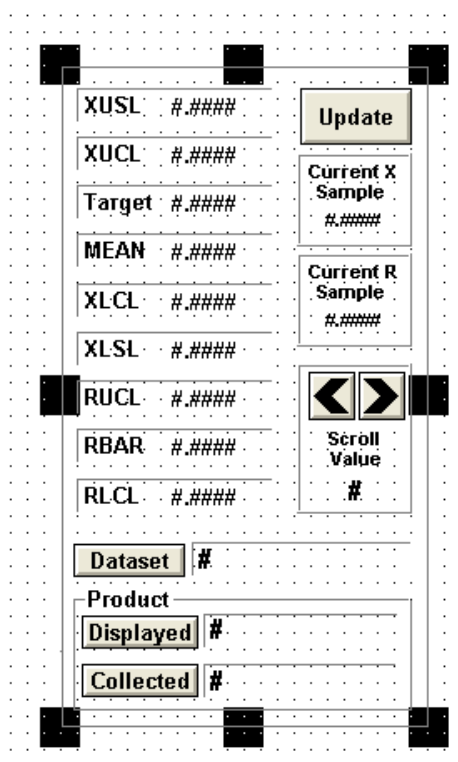 XUSL #.####
Update
XUCL #.####
Current X
Sample
#.####
Target #.####
MEAN #.####
Current R
Sample
#.####
XLCL #.####
XLSL #.####
RUCL #.####
RBAR #.####
Scroll
Value
#
RLCL #.####
Dataset #
Product
Displayed #
Collected #